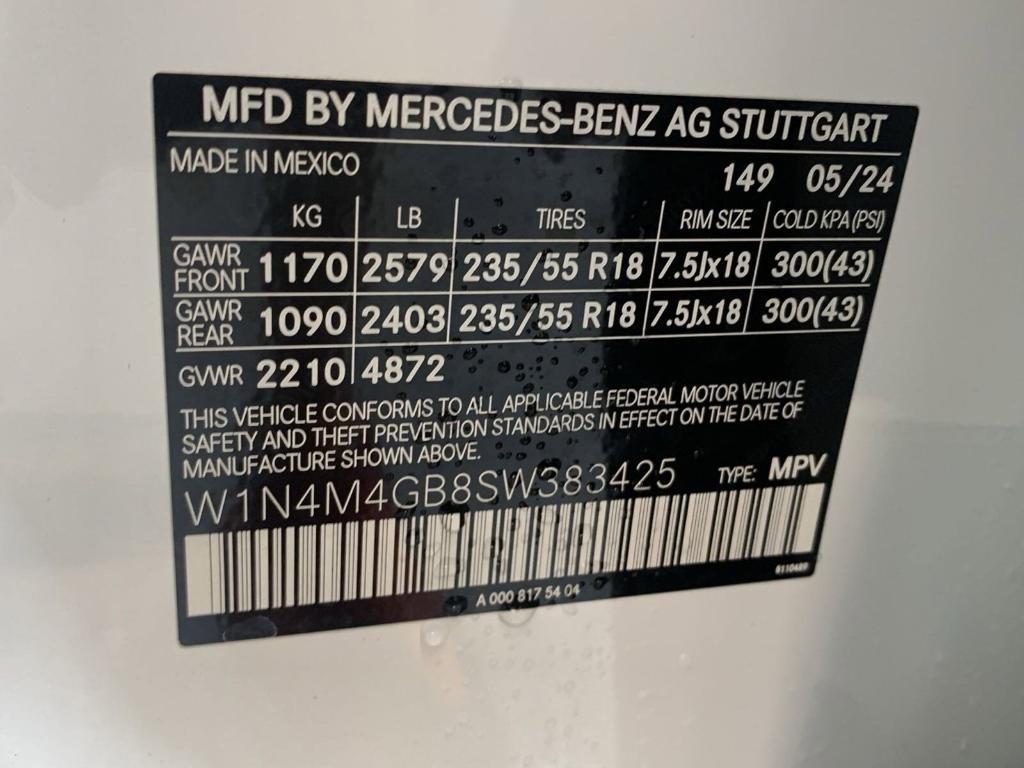 MFD BY MERCEDES-BENZ AG STUTTGART
MADE IN MEXICO 149 05/24
KG LB TIRES RIM SIZE COLD KPA (PSI)
GAWR FRONT 1170 2579 235/55 R18 7.5Jx18 300(43)
GAWR REAR 1090 2403 235/55 R18 7.5Jx18 300(43)
GVWR 2210 4872
THIS VEHICLE CONFORMS TO ALL APPLICABLE FEDERAL MOTOR VEHICLE
SAFETY AND THEFT PREVENTION STANDARDS IN EFFECT ON THE DATE OF
MANUFACTURE SHOWN ABOVE.
W1N4M4GB8SW383425 TYPE: MPV
A 000 817 54 04